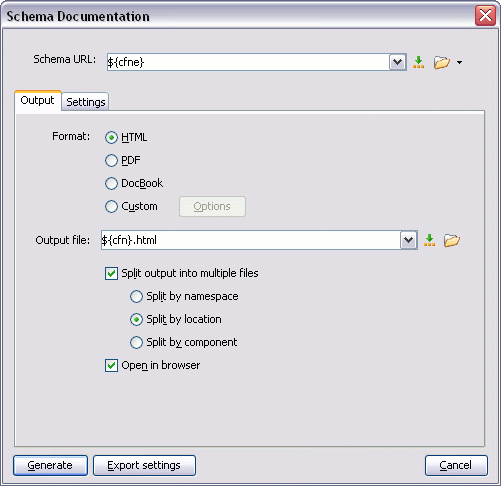 Schema Documentation
Schema URL: ${cfne}
Output Settings
Format: HTML
PDF
DocBook
Custom Options
Output file: ${cfn}.html
Split output into multiple files
Split by namespace
Split by location
Split by component
Open in browser
Generate Export settings Cancel